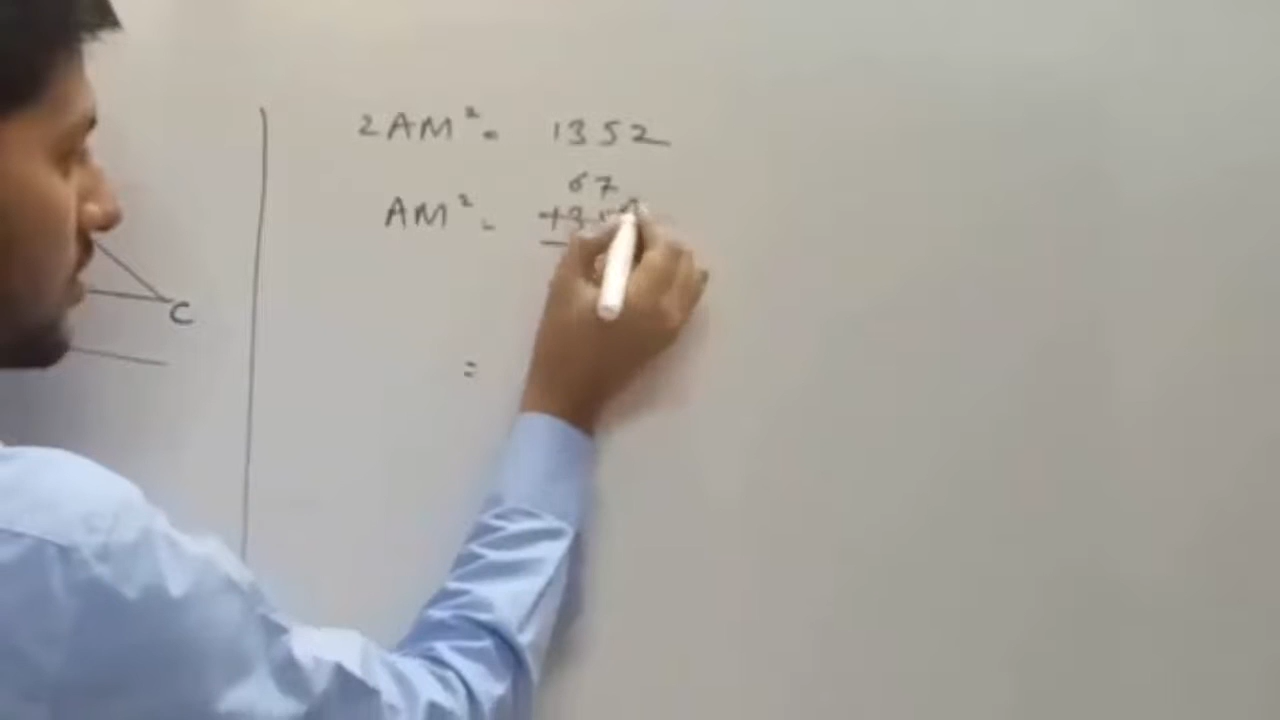 2AM² = 1352
67
AM² =
=
C